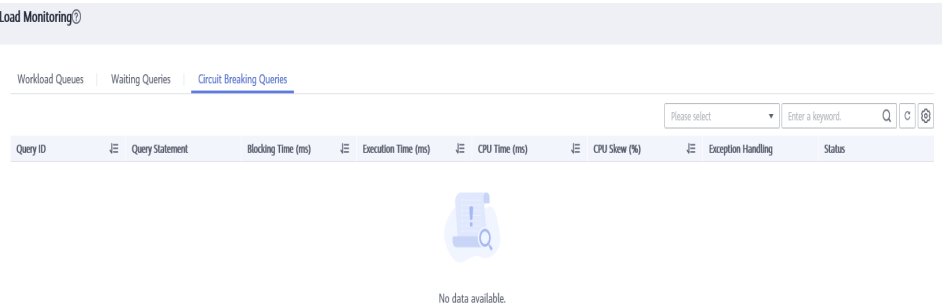 Load Monitoring?
Workload Queues Waiting Queries Circuit Breaking Queries
Please select Enter a keyword.
Query ID Query Statement Blocking Time (ms) Execution Time (ms) CPU Time (ms) CPU Skew (%) Exception Handling Status
No data available.